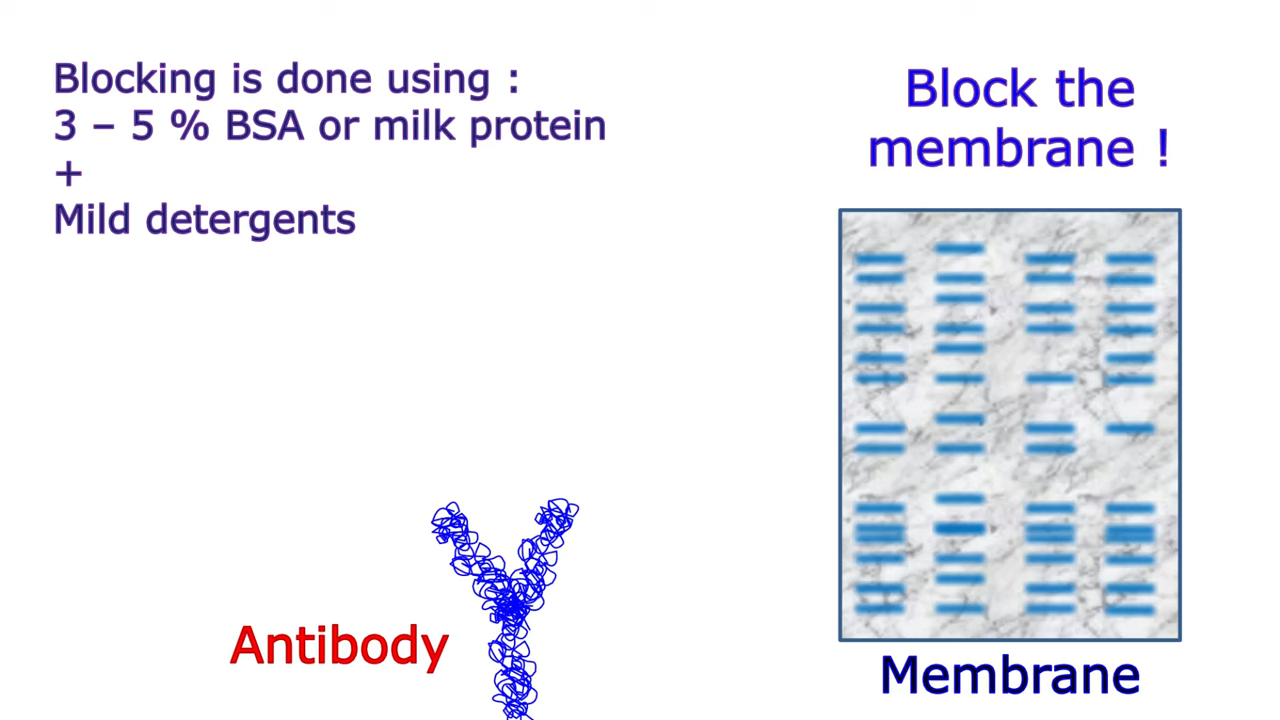 Blocking is done using :
3 – 5 % BSA or milk protein
+
Mild detergents
Block the
membrane !
Antibody
Membrane